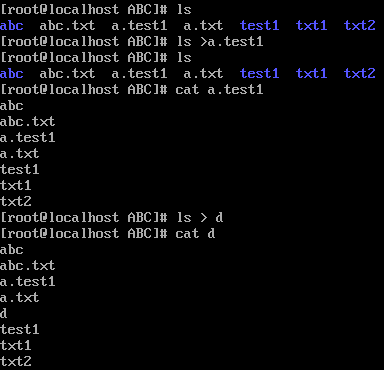 [root@localhost ABC]# ls
abc  abc.txt  a.test1  a.txt  test1  txt1  txt2
[root@localhost ABC]# ls >a.test1
[root@localhost ABC]# ls
abc  abc.txt  a.test1  a.txt  test1  txt1  txt2
[root@localhost ABC]# cat a.test1
abc
abc.txt
a.test1
a.txt
test1
txt1
txt2
[root@localhost ABC]# ls > d
[root@localhost ABC]# cat d
abc
abc.txt
a.test1
a.txt
d
test1
txt1
txt2